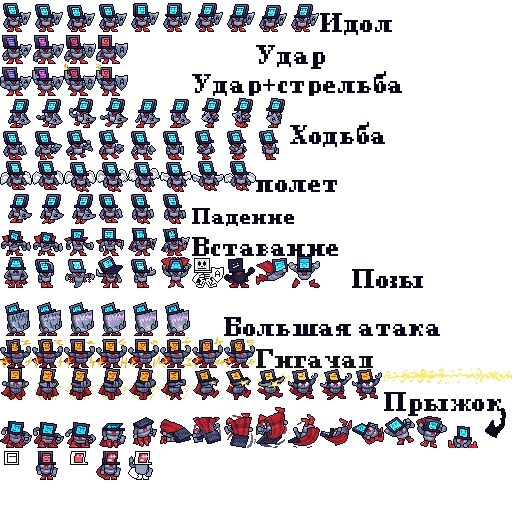 Идол
Удар
Удар+стрельба
Ходьба
полет
Падение
Вставание
Позы
Большая атака
Гигачад
Прыжок